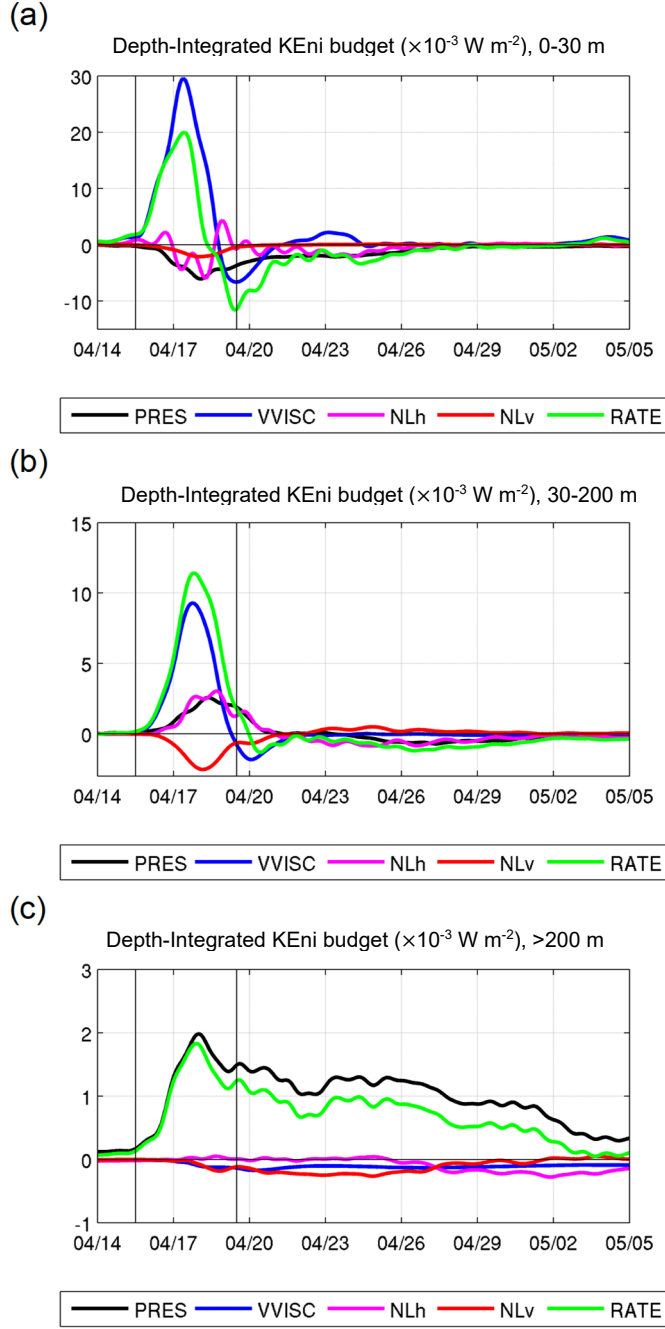 (a)
Depth-Integrated KEni budget (×10⁻³ W m⁻²), 0-30 m
30
20
10
0
-10
04/14 04/17 04/20 04/23 04/26 04/29 05/02 05/05
PRES VVISC NLh NLv RATE
(b)
Depth-Integrated KEni budget (×10⁻³ W m⁻²), 30-200 m
15
10
5
0
04/14 04/17 04/20 04/23 04/26 04/29 05/02 05/05
PRES VVISC NLh NLv RATE
(c)
Depth-Integrated KEni budget (×10⁻³ W m⁻²), >200 m
3
2
1
0
-1
04/14 04/17 04/20 04/23 04/26 04/29 05/02 05/05
PRES VVISC NLh NLv RATE